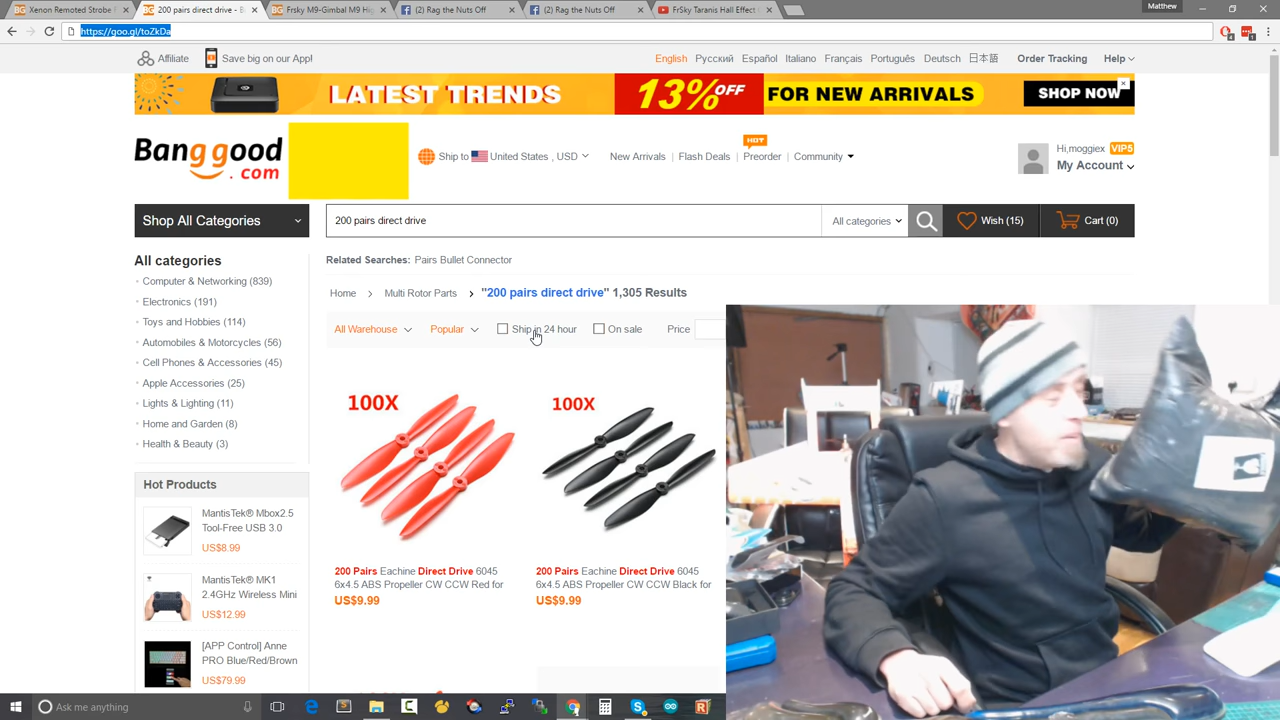 Xenon Remoted Strobe F
200 pairs direct drive - B
Frsky M9-Gimbal M9 Hig
(2) Rag the Nuts Off
(2) Rag the Nuts Off
FrSky Taranis Hall Effect
Matthew
https://goo.gl/toZkDa
Affiliate
Save big on our App!
English Русский Español Italiano Français Português Deutsch 日本語
Order Tracking
Help
LATEST TRENDS
13% OFF
FOR NEW ARRIVALS
SHOP NOW
Banggood.com
Ship to United States , USD
New Arrivals | Flash Deals | Preorder | Community
HOT
Hi,moggiex VIP5
My Account
Shop All Categories
200 pairs direct drive
All categories
Wish (15)
Cart (0)
All categories
Related Searches: Pairs Bullet Connector
Computer & Networking (839)
Electronics (191)
Toys and Hobbies (114)
Automobiles & Motorcycles (56)
Cell Phones & Accessories (45)
Apple Accessories (25)
Lights & Lighting (11)
Home and Garden (8)
Health & Beauty (3)
Home > Multi Rotor Parts > "200 pairs direct drive" 1,305 Results
All Warehouse
Popular
Ship in 24 hour
On sale
Price
100X
100X
200 Pairs Eachine Direct Drive 6045
6x4.5 ABS Propeller CW CCW Red for
US$9.99
200 Pairs Eachine Direct Drive 6045
6x4.5 ABS Propeller CW CCW Black for
US$9.99
Hot Products
MantisTek® Mbox2.5
Tool-Free USB 3.0
US$8.99
MantisTek® MK1
2.4GHz Wireless Mini
US$12.99
[APP Control] Anne
PRO Blue/Red/Brown
US$79.99
Ask me anything